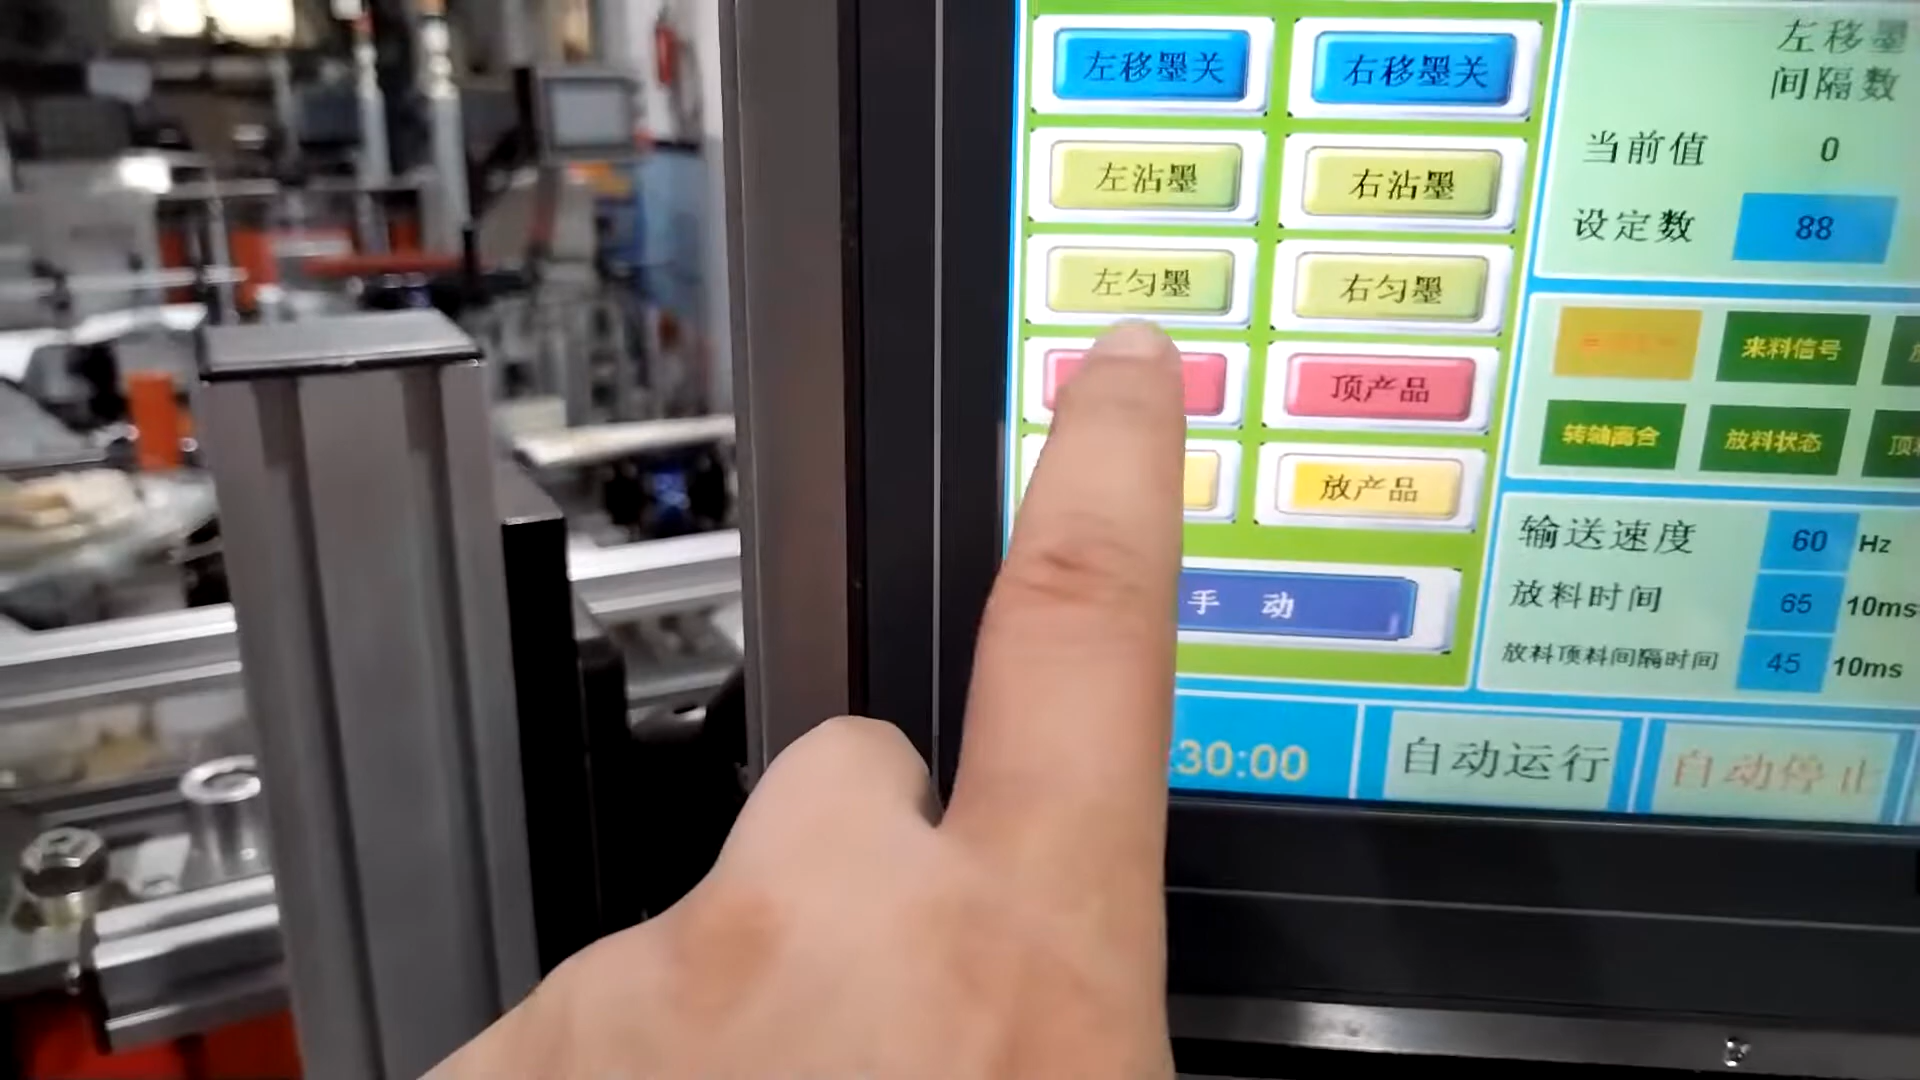 左移墨关
右移墨关
左沾墨
右沾墨
左匀墨
右匀墨
顶产品
放产品
手 动
左移墨
间隔数
当前值 0
设定数 88
来料信号
转轴离合
放料状态
输送速度 60 Hz
放料时间 65 10ms
放料顶料间隔时间 45 10ms
:30:00
自动运行
自动停止